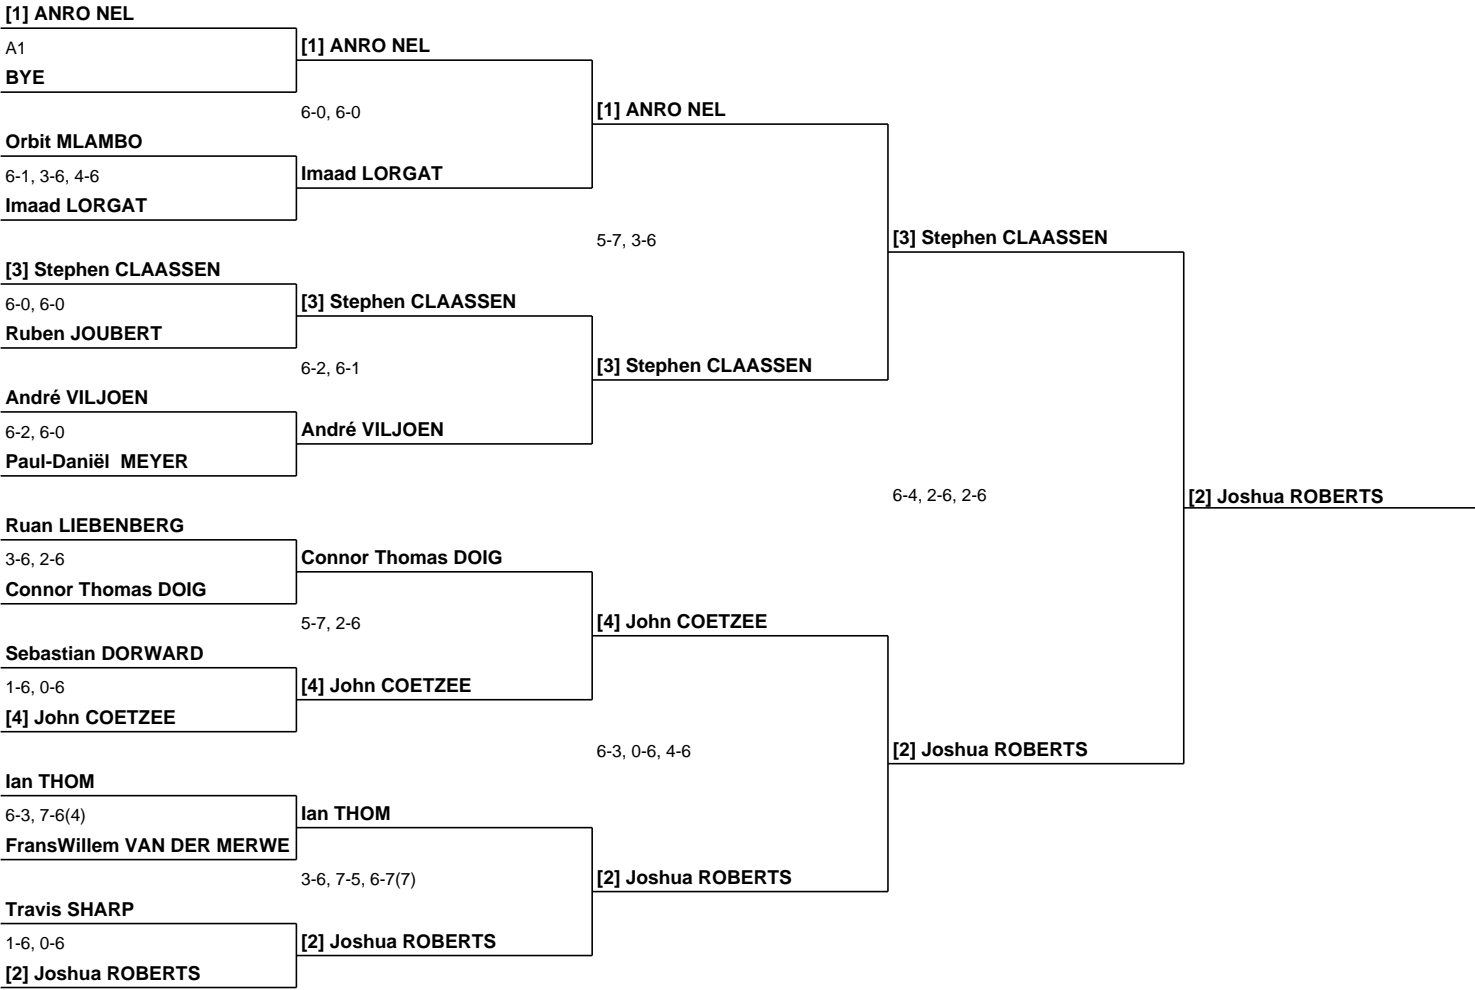 [1] ANRO NEL
A1
BYE
Orbit MLAMBO
6-1, 3-6, 4-6
Imaad LORGAT
[3] Stephen CLAASSEN
6-0, 6-0
Ruben JOUBERT
André VILJOEN
6-2, 6-0
Paul-Daniël  MEYER
Ruan LIEBENBERG
3-6, 2-6
Connor Thomas DOIG
Sebastian DORWARD
1-6, 0-6
[4] John COETZEE
Ian THOM
6-3, 7-6(4)
FransWillem VAN DER MERWE
Travis SHARP
1-6, 0-6
[2] Joshua ROBERTS
[1] ANRO NEL
6-0, 6-0
Imaad LORGAT
[3] Stephen CLAASSEN
6-2, 6-1
André VILJOEN
Connor Thomas DOIG
5-7, 2-6
[4] John COETZEE
Ian THOM
3-6, 7-5, 6-7(7)
[2] Joshua ROBERTS
[1] ANRO NEL
5-7, 3-6
[3] Stephen CLAASSEN
[4] John COETZEE
6-3, 0-6, 4-6
[2] Joshua ROBERTS
[3] Stephen CLAASSEN
6-4, 2-6, 2-6
[2] Joshua ROBERTS
[2] Joshua ROBERTS